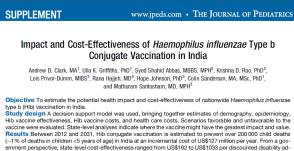 SUPPLEMENT
www.jpeds.com • THE JOURNAL OF PEDIATRICS
Impact and Cost-Effectiveness of Haemophilus influenzae Type b
Conjugate Vaccination in India
Andrew D. Clark, MA1, Ulla K. Griffiths, PhD1, Syed Shahid Abbas, MBBS, MPH2, Krishna D. Rao, PhD2,
Lois Privor-Dumm, MIBS3, Rana Hajjeh, MD4, Hope Johnson, PhD5, Colin Sanderson, MA, MSc, PhD1,
and Mathuram Santosham, MD, MPH3
Objective To estimate the potential health impact and cost-effectiveness of nationwide Haemophilus influenzae
type b (Hib) vaccination in India.
Study design A decision support model was used, bringing together estimates of demography, epidemiology,
Hib vaccine effectiveness, Hib vaccine costs, and health care costs. Scenarios favorable and unfavorable to the
vaccine were evaluated. State-level analyses indicate where the vaccine might have the greatest impact and value.
Results Between 2012 and 2031, Hib conjugate vaccination is estimated to prevent over 200 000 child deaths
(~1% of deaths in children <5 years of age) in India at an incremental cost of US$127 million per year. From a gov-
ernment perspective, state-level cost-effectiveness ranged from US$192 to US$1033 per discounted disability ad-